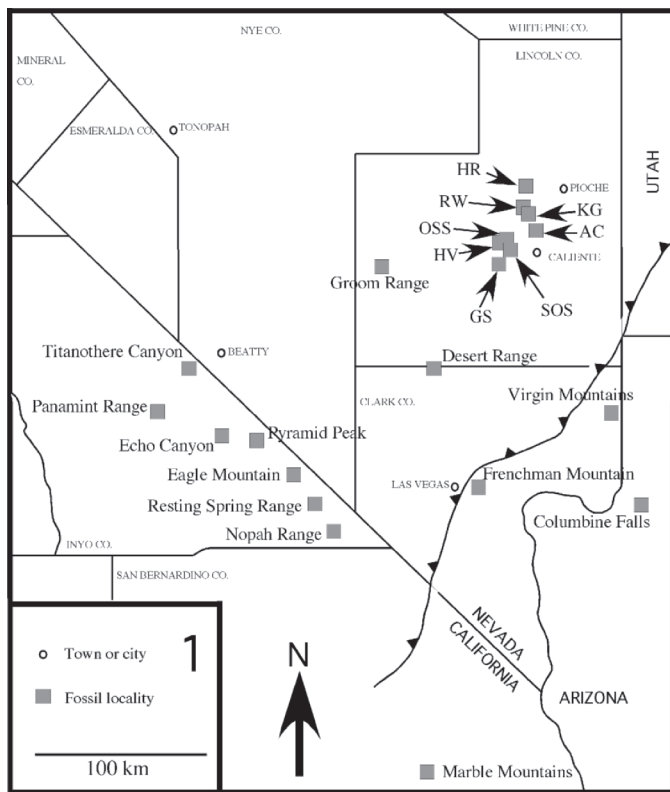 NYE CO.
WHITE PINE CO.
LINCOLN CO.
MINERAL
CO.
ESMERALDA CO.
TONOPAH
UTAH
HR
PIOCHE
RW
KG
OSS
AC
HV
CALIENTE
Groom Range
GS
SOS
Titanothere Canyon
BEATTY
Desert Range
Panamint Range
CLARK CO.
Virgin Mountains
Echo Canyon
Pyramid Peak
Eagle Mountain
LAS VEGAS
Frenchman Mountain
Resting Spring Range
Columbine Falls
Nopah Range
INYO CO.
SAN BERNARDINO CO.
NEVADA
CALIFORNIA
ARIZONA
1
Town or city
Fossil locality
100 km
N
Marble Mountains